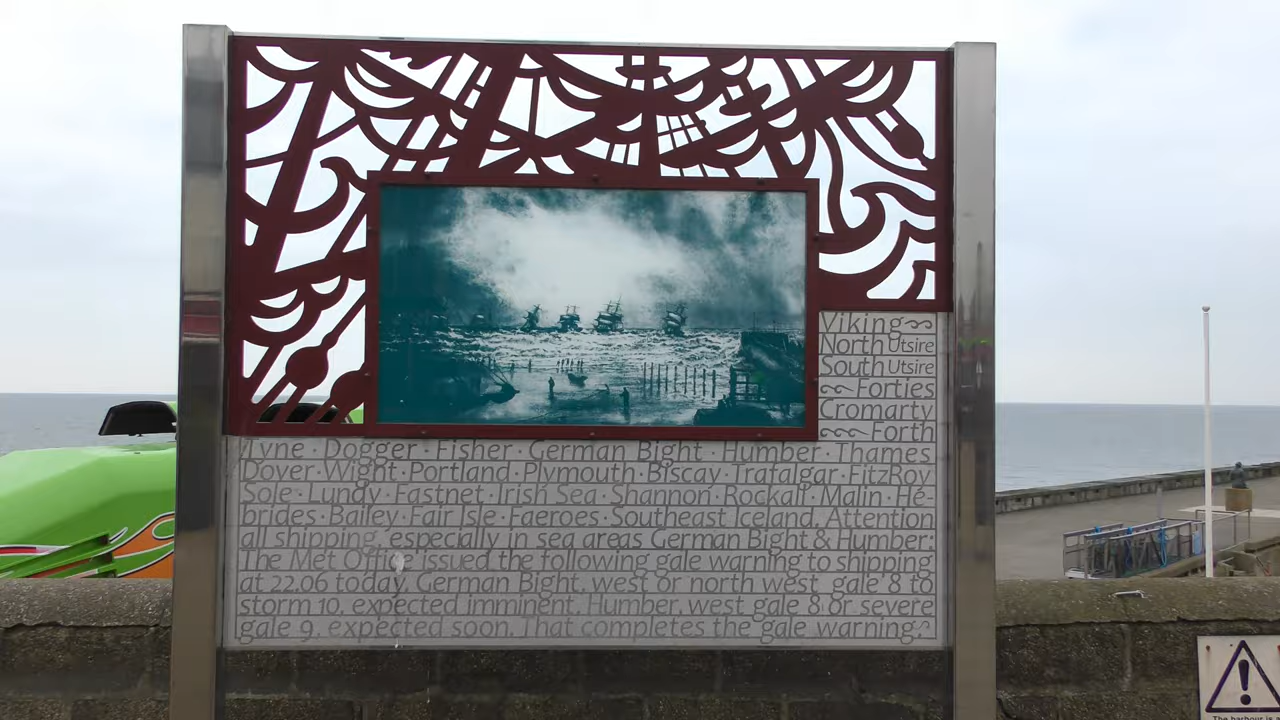 Viking
North Utsire
South Utsire
Forties
Cromarty
Forth
Tyne · Dogger · Fisher · German Bight · Humber · Thames
Dover · Wight · Portland · Plymouth · Biscay · Trafalgar · FitzRoy
Sole · Lundy · Fastnet · Irish Sea · Shannon · Rockall · Malin · Hé-
brides · Bailey · Fair Isle · Faeroes · Southeast Iceland. Attention
all shipping, especially in sea areas German Bight & Humber:
The Met Office issued the following gale warning to shipping
at 22.06 today. German Bight, west or north west gale 8 to
storm 10, expected imminent. Humber, west gale 8 or severe
gale 9, expected soon. That completes the gale warning.
The harbour is